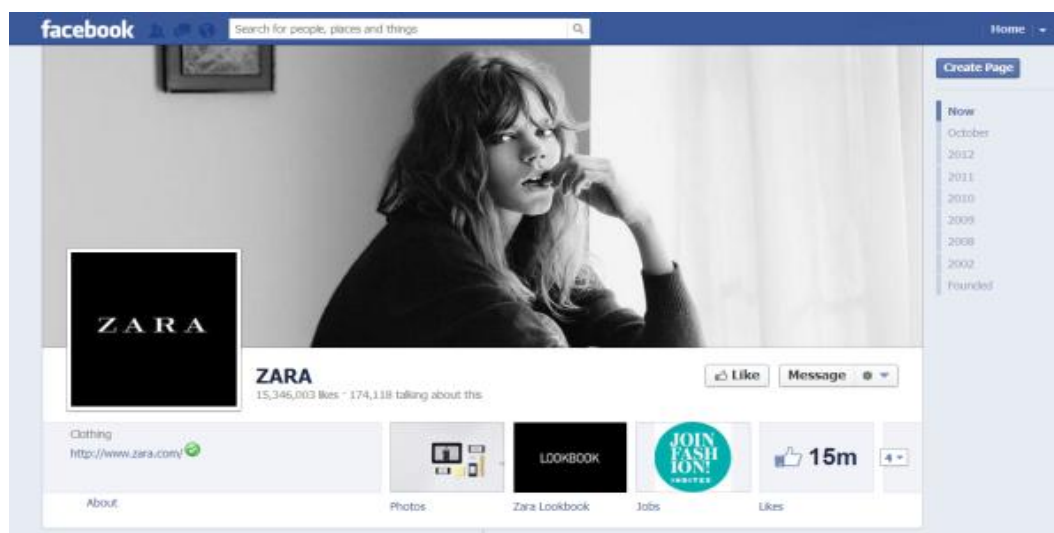 facebook
Search for people, places and things
Home
Create Page
Now
October
2012
2011
2010
2009
2008
2002
Founded
ZARA
ZARA
15,346,003 likes · 174,118 talking about this
Like
Message
Clothing
http://www.zara.com/
About
LOOKBOOK
JOIN
FASH
ION!
INDITEX
15m
4
Photos
Zara Lookbook
Jobs
Likes